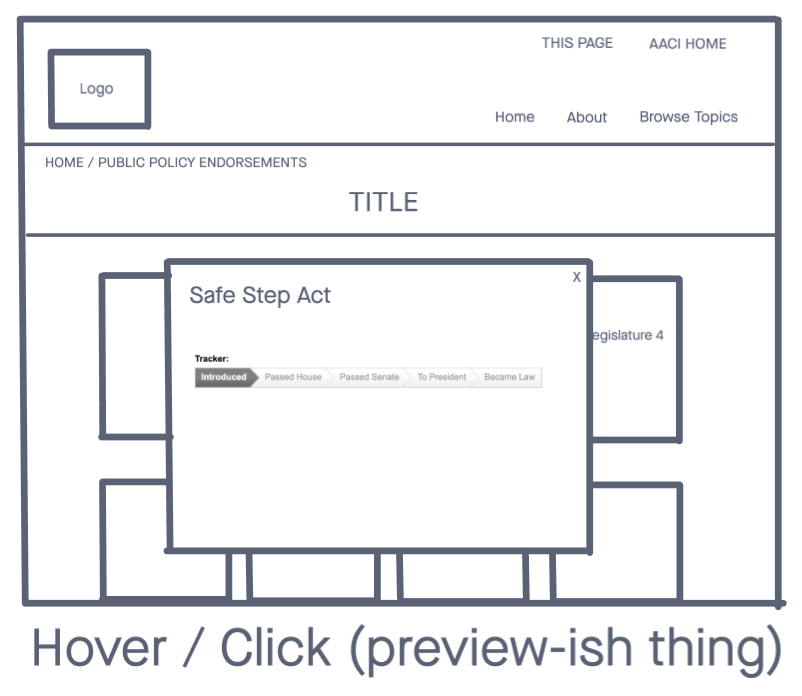 THIS PAGE AACI HOME
Logo
Home About Browse Topics
HOME / PUBLIC POLICY ENDORSEMENTS
TITLE
X
Safe Step Act
egislature 4
Tracker:
Introduced Passed House Passed Senate To President Became Law
Hover / Click (preview-ish thing)